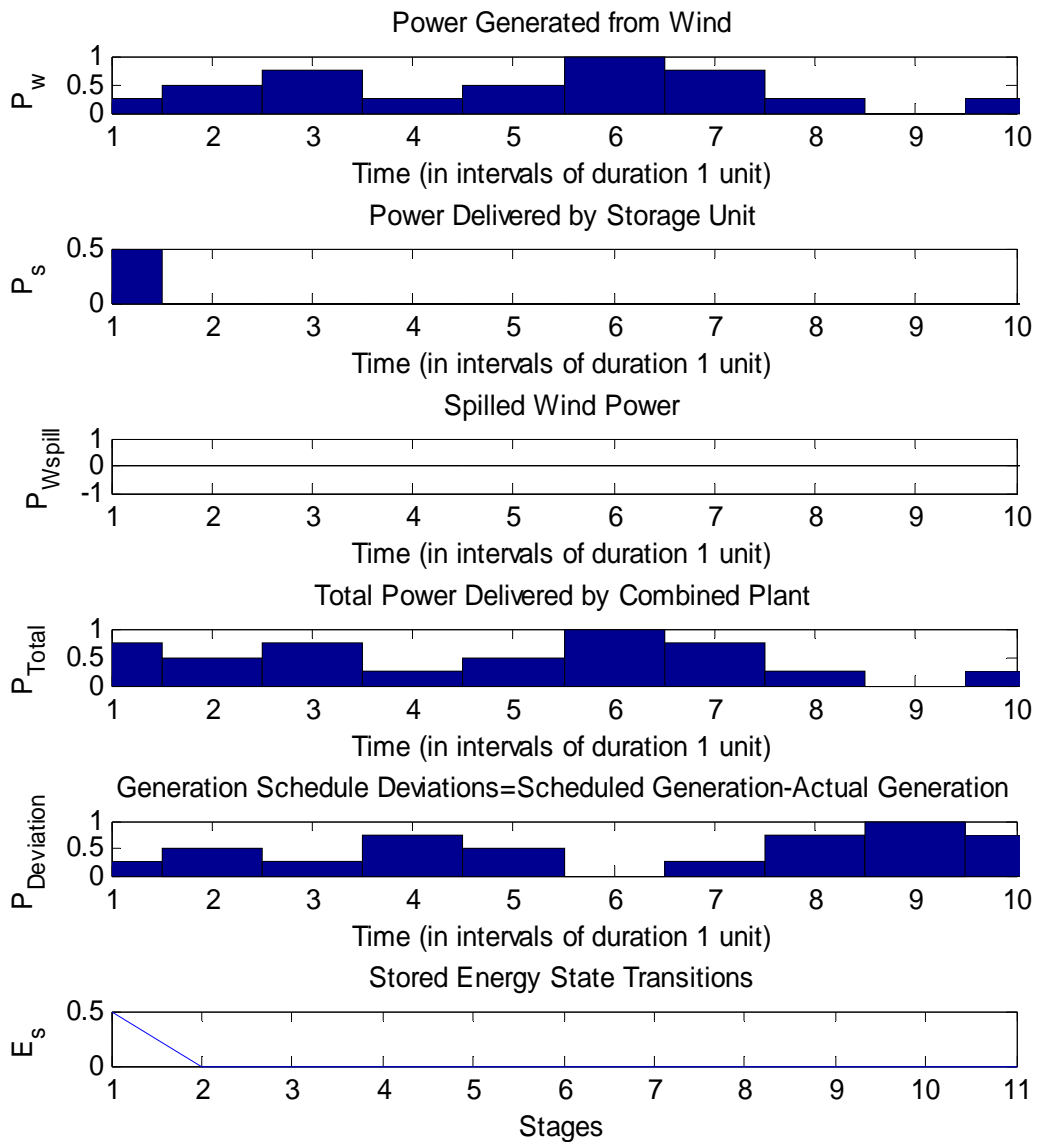 Power Generated from Wind
1
0.5
0
P_w
1 2 3 4 5 6 7 8 9 10
Time (in intervals of duration 1 unit)
Power Delivered by Storage Unit
0.5
0
P_s
1 2 3 4 5 6 7 8 9 10
Time (in intervals of duration 1 unit)
Spilled Wind Power
1
0
-1
P_Wspill
1 2 3 4 5 6 7 8 9 10
Time (in intervals of duration 1 unit)
Total Power Delivered by Combined Plant
1
0.5
0
P_Total
1 2 3 4 5 6 7 8 9 10
Time (in intervals of duration 1 unit)
Generation Schedule Deviations=Scheduled Generation-Actual Generation
1
0.5
0
P_Deviation
1 2 3 4 5 6 7 8 9 10
Time (in intervals of duration 1 unit)
Stored Energy State Transitions
0.5
0
E_s
1 2 3 4 5 6 7 8 9 10 11
Stages